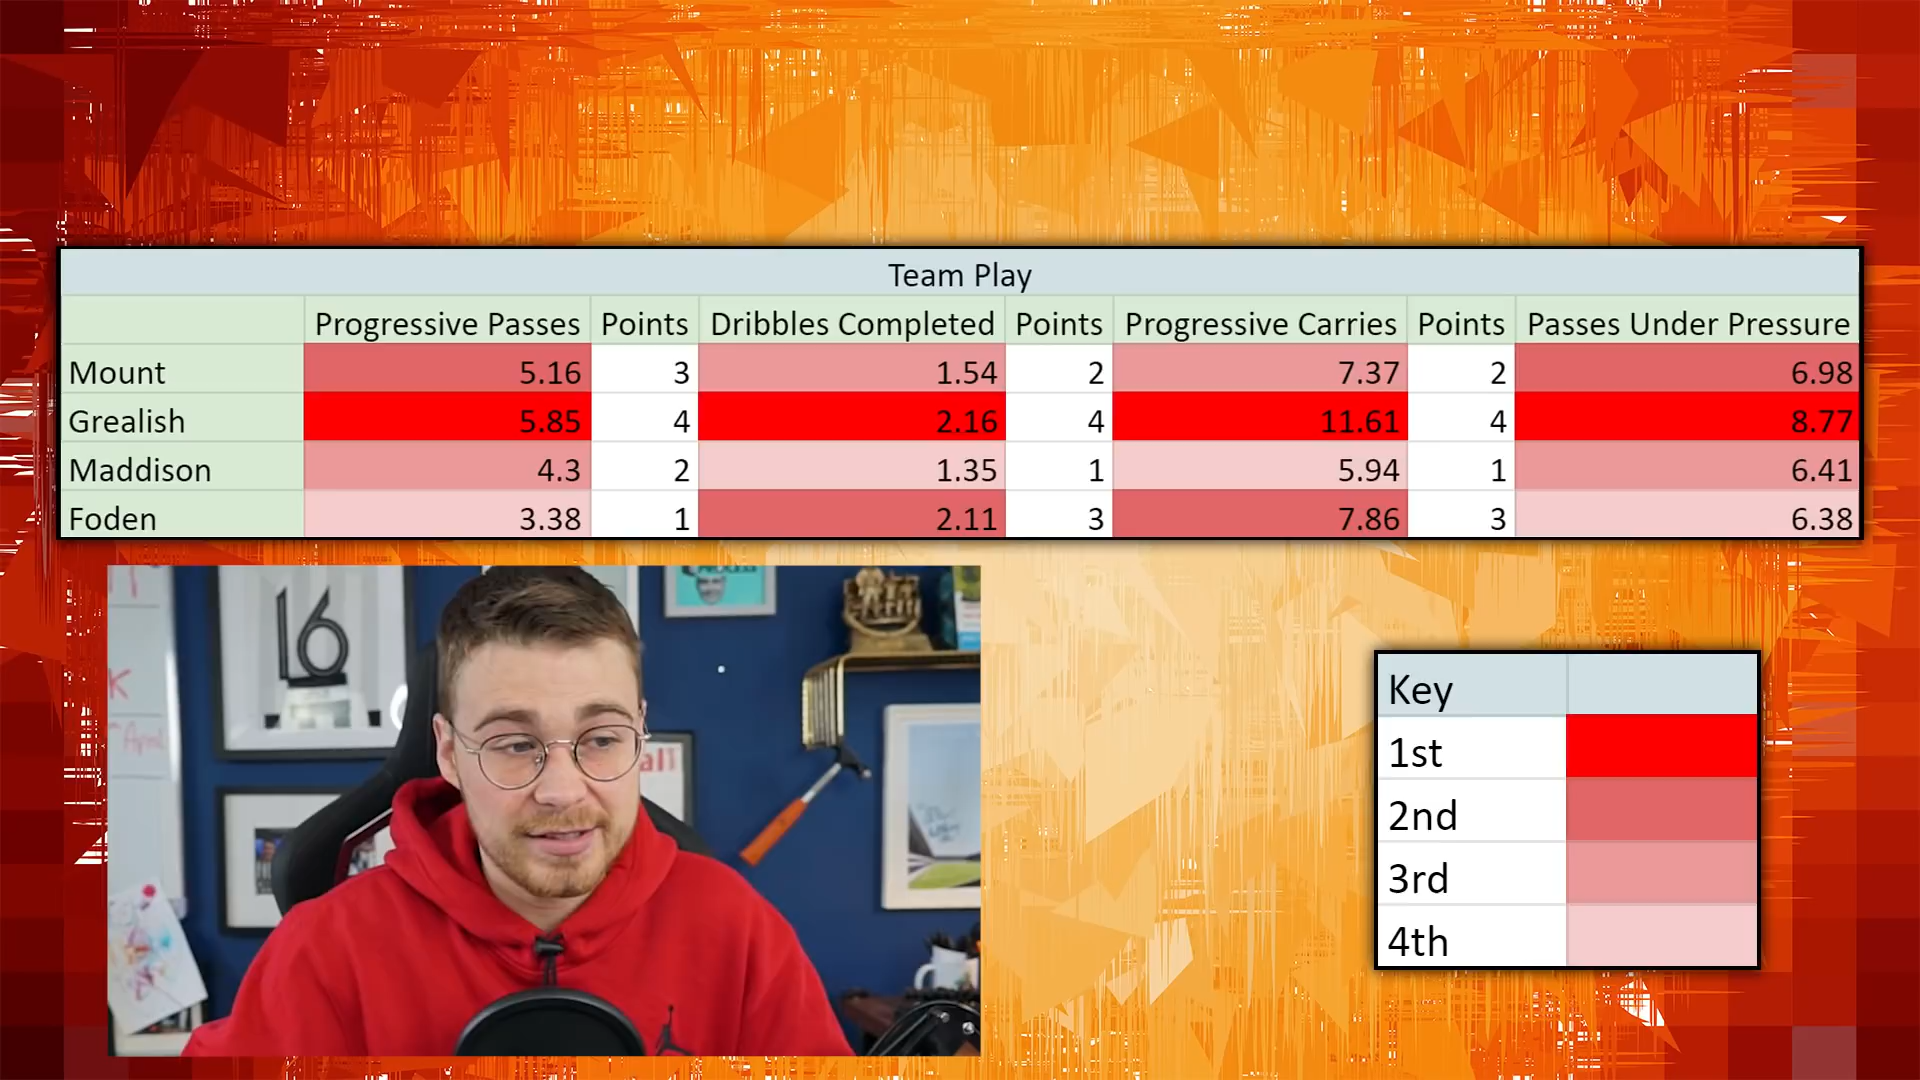 Team Play
Progressive Passes Points Dribbles Completed Points Progressive Carries Points Passes Under Pressure
Mount 5.16 3 1.54 2 7.37 2 6.98
Grealish 5.85 4 2.16 4 11.61 4 8.77
Maddison 4.3 2 1.35 1 5.94 1 6.41
Foden 3.38 1 2.11 3 7.86 3 6.38
L6
Key
1st
2nd
3rd
4th